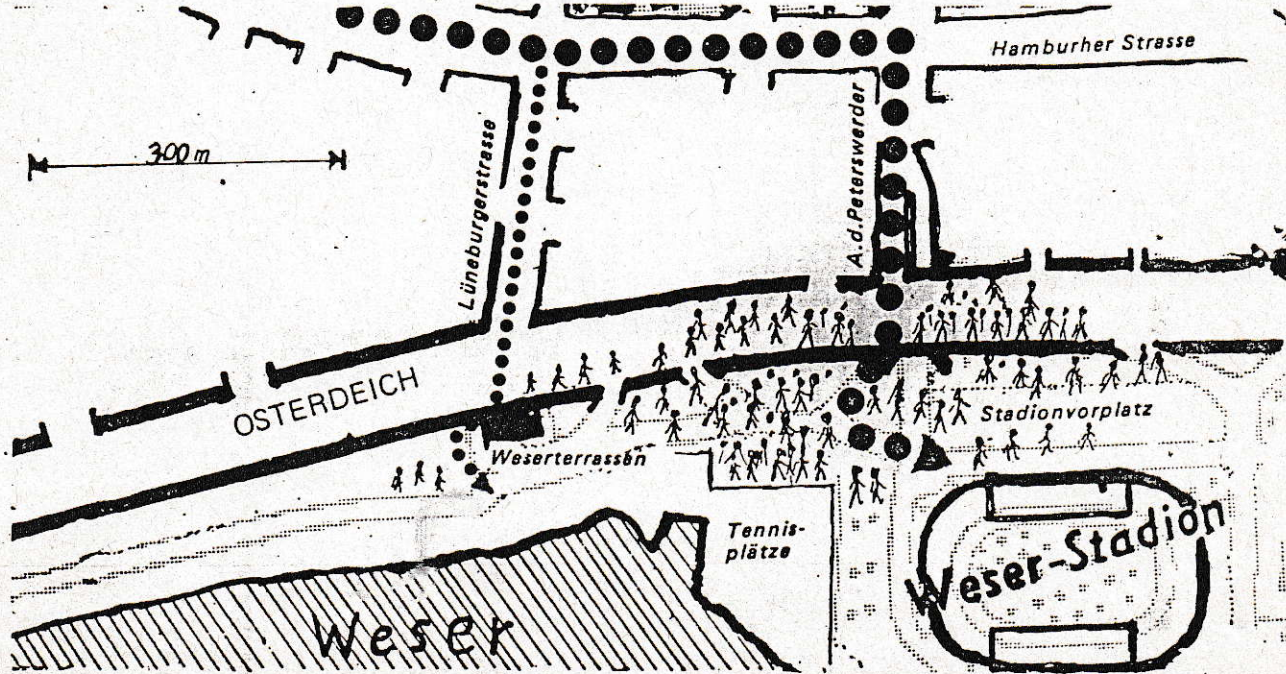 Hamburher Strasse
300 m
Lüneburgerstrasse
A.d.Peterswerder
OSTERDEICH
Stadionvorplatz
Weserterrassen
Tennis-
plätze
Weser-Stadion
Weser